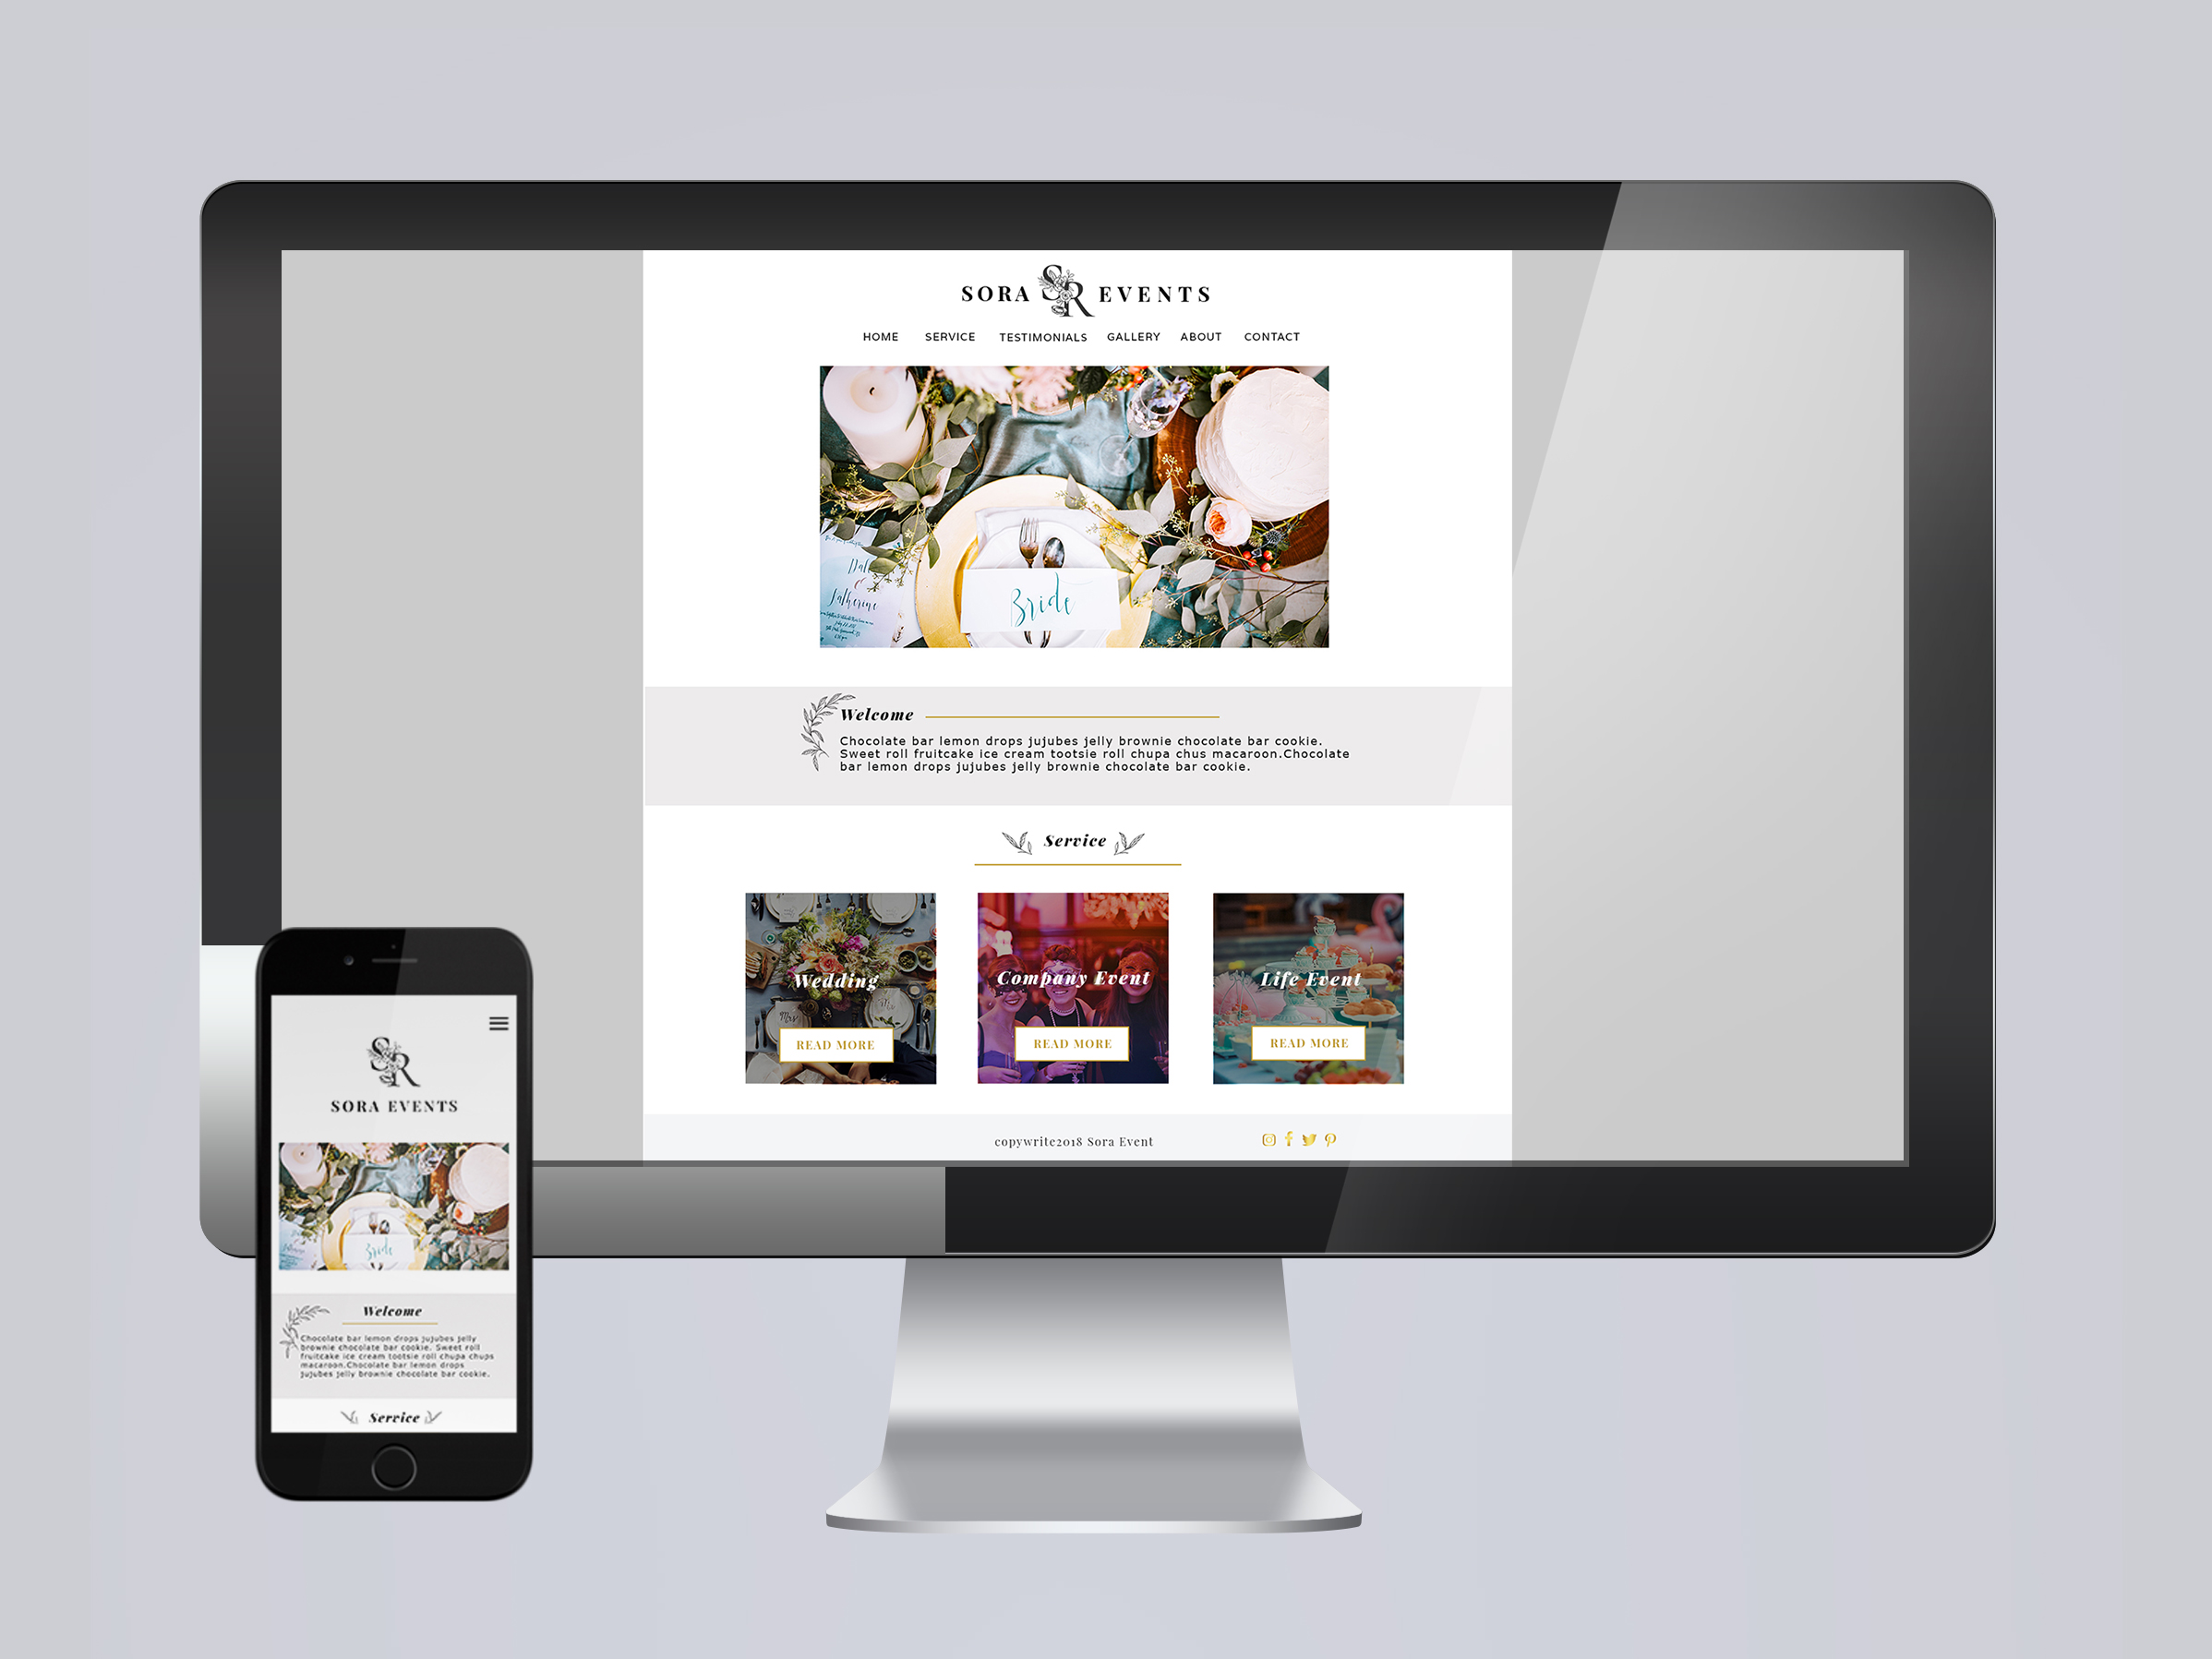 SORA SR EVENTS
HOME SERVICE TESTIMONIALS GALLERY ABOUT CONTACT
Bride
Welcome
Chocolate bar lemon drops jujubes jelly brownie chocolate bar cookie.
Sweet roll fruitcake ice cream tootsie roll chupa chus macaroon.Chocolate
bar lemon drops jujubes jelly brownie chocolate bar cookie.
Service
Wedding
READ MORE
Company Event
READ MORE
Life Event
READ MORE
copywrite2018 Sora Event
SR
SORA EVENTS
Bride
Welcome
Chocolate bar lemon drops jujubes jelly
brownie chocolate bar cookie. Sweet roll
fruitcake ice cream tootsie roll chupa chups
macaroon.Chocolate bar lemon drops
jujubes jelly brownie chocolate bar cookie.
Service